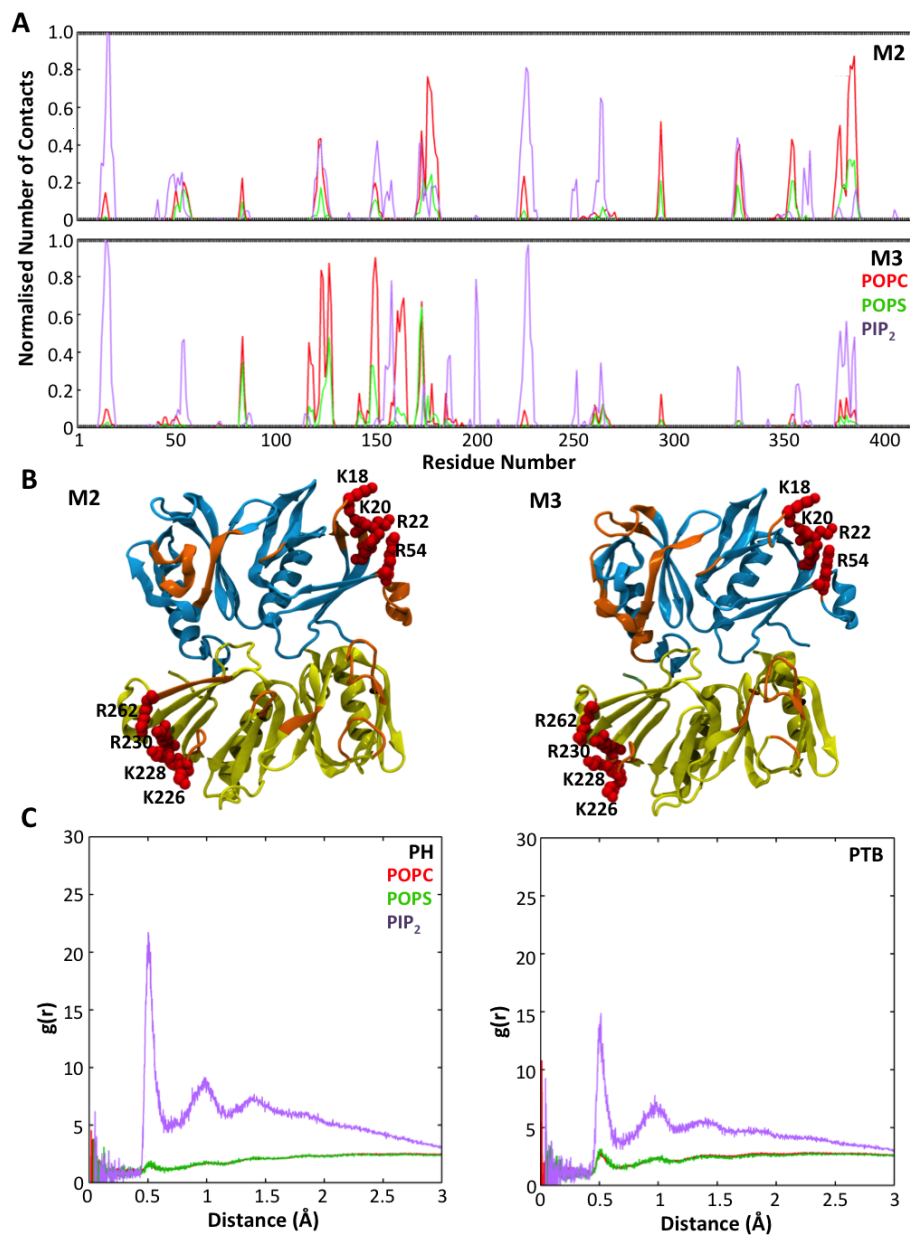 A
Normalised Number of Contacts
1.0
0.8
0.6
0.4
0.2
0
M2
1.0
0.8
0.6
0.4
0.2
0
M3
POPC
POPS
PIP2
1 50 100 150 200 250 300 350 400
Residue Number
B
M2
K18
K20
R22
R54
R262
R230
K228
K226
M3
K18
K20
R22
R54
R262
R230
K228
K226
C
30
25
20
15
10
5
0
g(r)
PH
POPC
POPS
PIP2
0 0.5 1 1.5 2 2.5 3
Distance (Å)
30
25
20
15
10
5
0
g(r)
PTB
0 0.5 1 1.5 2 2.5 3
Distance (Å)